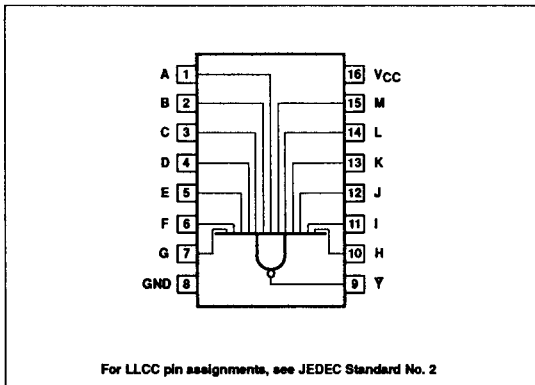 A 1 16 VCC
B 2 15 M
C 3 14 L
D 4 13 K
E 5 12 J
F 6 11 I
G 7 10 H
GND 8 9 Y̅
For LLCC pin assignments, see JEDEC Standard No. 2